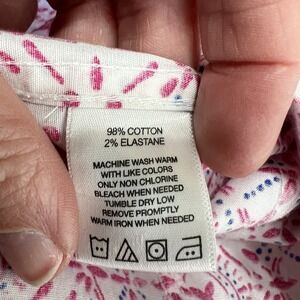 98% COTTON
2% ELASTANE
MACHINE WASH WARM
WITH LIKE COLORS
ONLY NON CHLORINE
BLEACH WHEN NEEDED
TUMBLE DRY LOW
REMOVE PROMPTLY
WARM IRON WHEN NEEDED